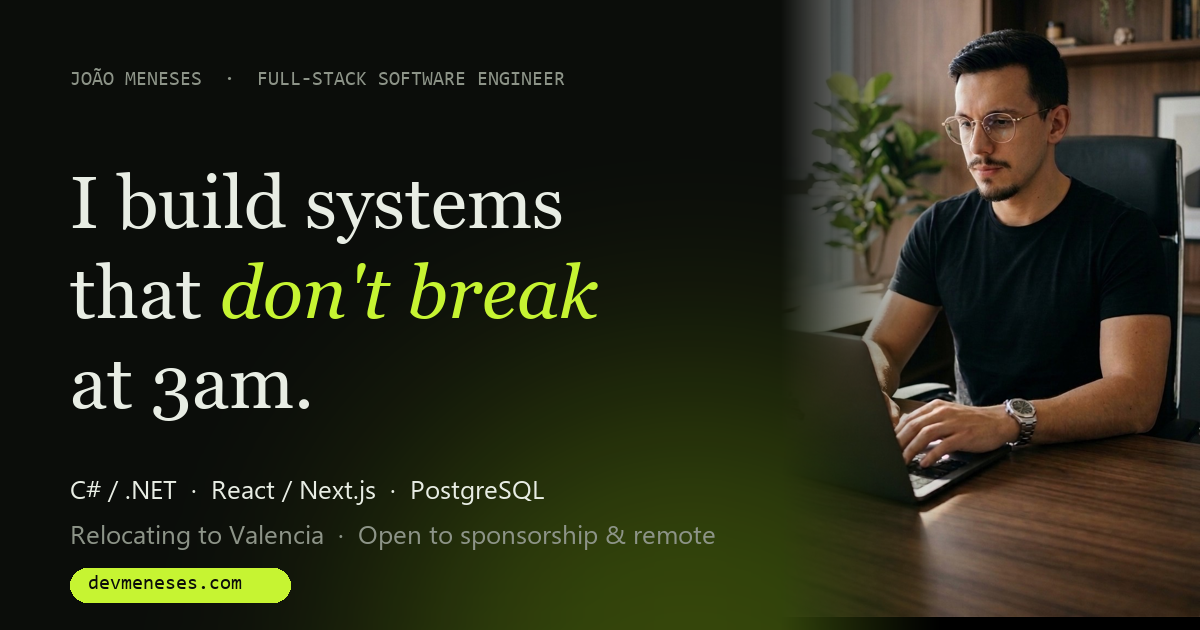 JOÃO MENESES · FULL-STACK SOFTWARE ENGINEER
I build systems
that don't break
at 3am.
C# / .NET · React / Next.js · PostgreSQL
Relocating to Valencia · Open to sponsorship & remote
devmeneses.com